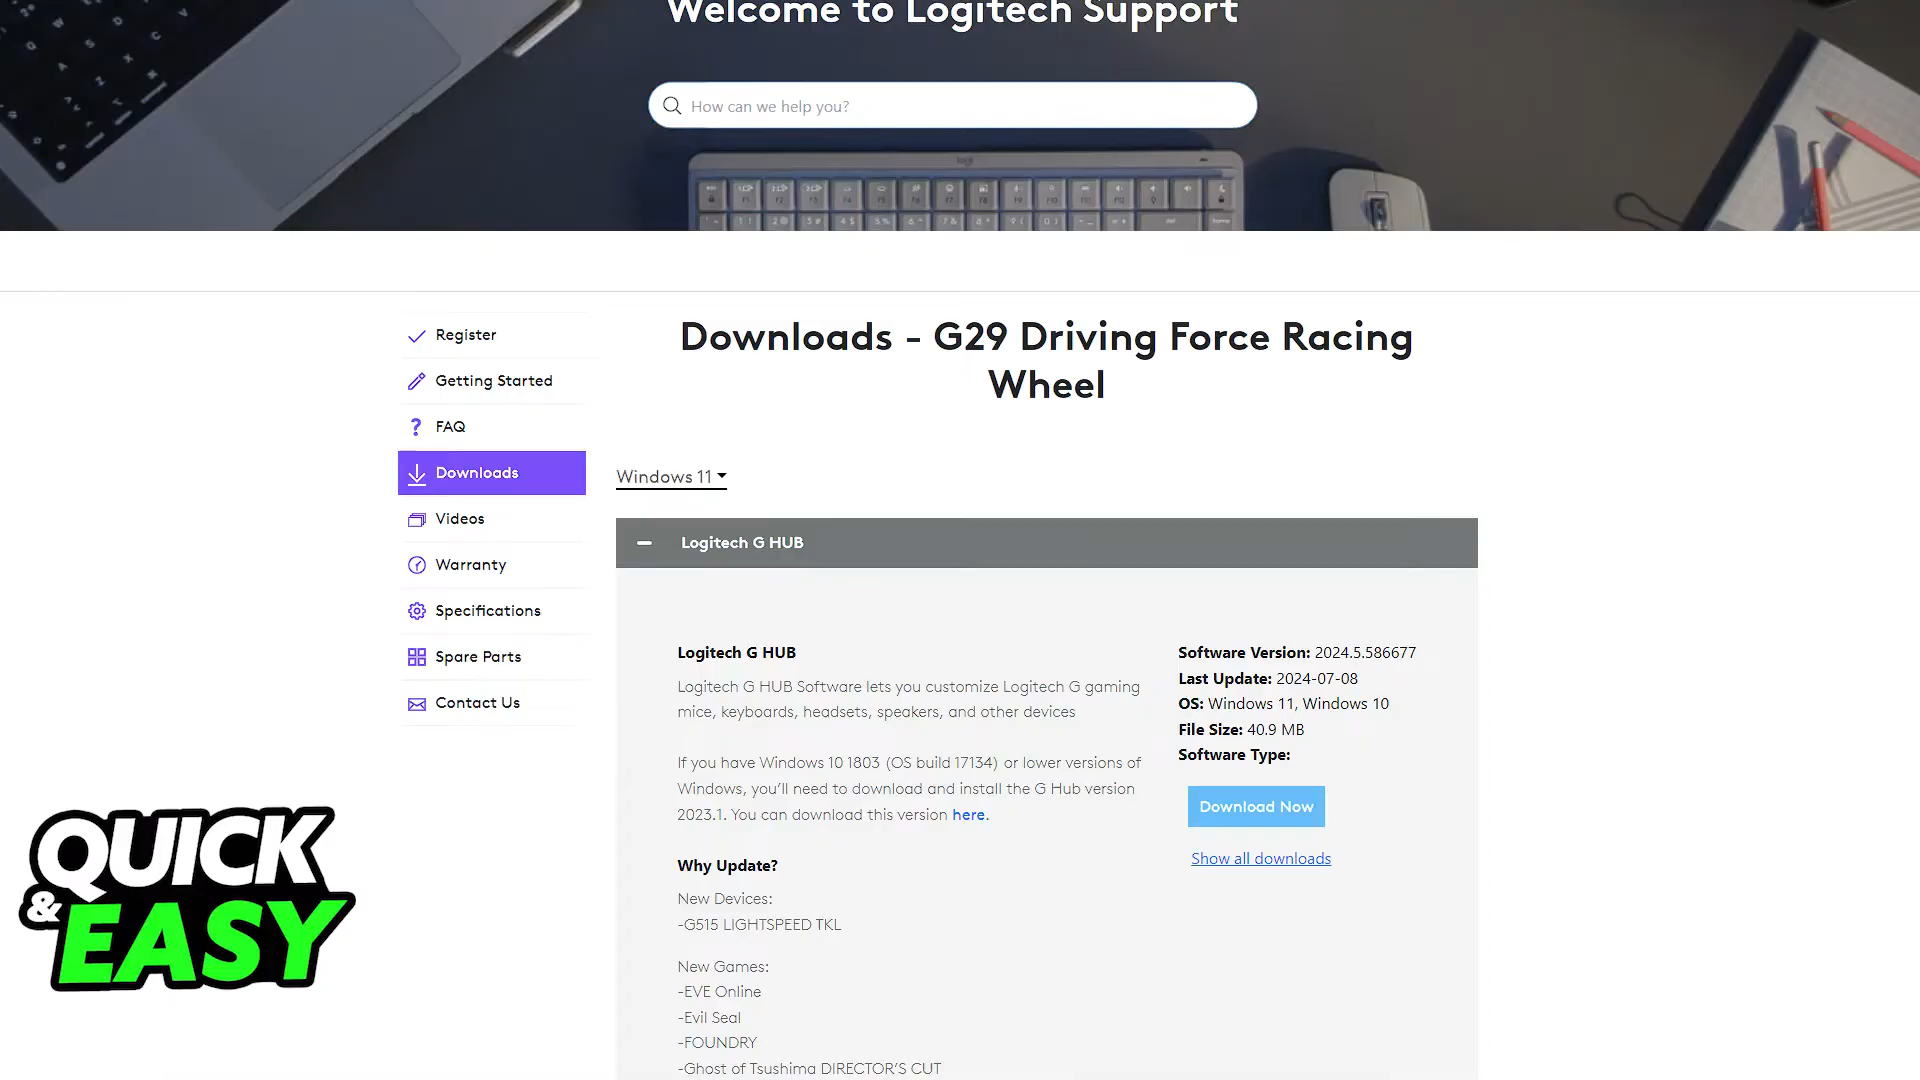 Welcome to Logitech Support
How can we help you?
logi
Register
Getting Started
FAQ
Downloads
Videos
Warranty
Specifications
Spare Parts
Contact Us
Downloads - G29 Driving Force Racing
Wheel
Windows 11
Logitech G HUB
Logitech G HUB
Logitech G HUB Software lets you customize Logitech G gaming
mice, keyboards, headsets, speakers, and other devices
If you have Windows 10 1803 (OS build 17134) or lower versions of
Windows, you'll need to download and install the G Hub version
2023.1. You can download this version here.
Why Update?
New Devices:
-G515 LIGHTSPEED TKL
New Games:
-EVE Online
-Evil Seal
-FOUNDRY
-Ghost of Tsushima DIRECTOR'S CUT
Software Version: 2024.5.586677
Last Update: 2024-07-08
OS: Windows 11, Windows 10
File Size: 40.9 MB
Software Type:
Download Now
Show all downloads
QUICK
& EASY